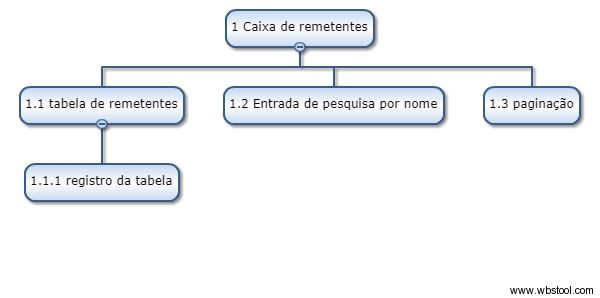 1 Caixa de remetentes
1.1 tabela de remetentes
1.2 Entrada de pesquisa por nome
1.3 paginação
1.1.1 registro da tabela
www.wbstool.com